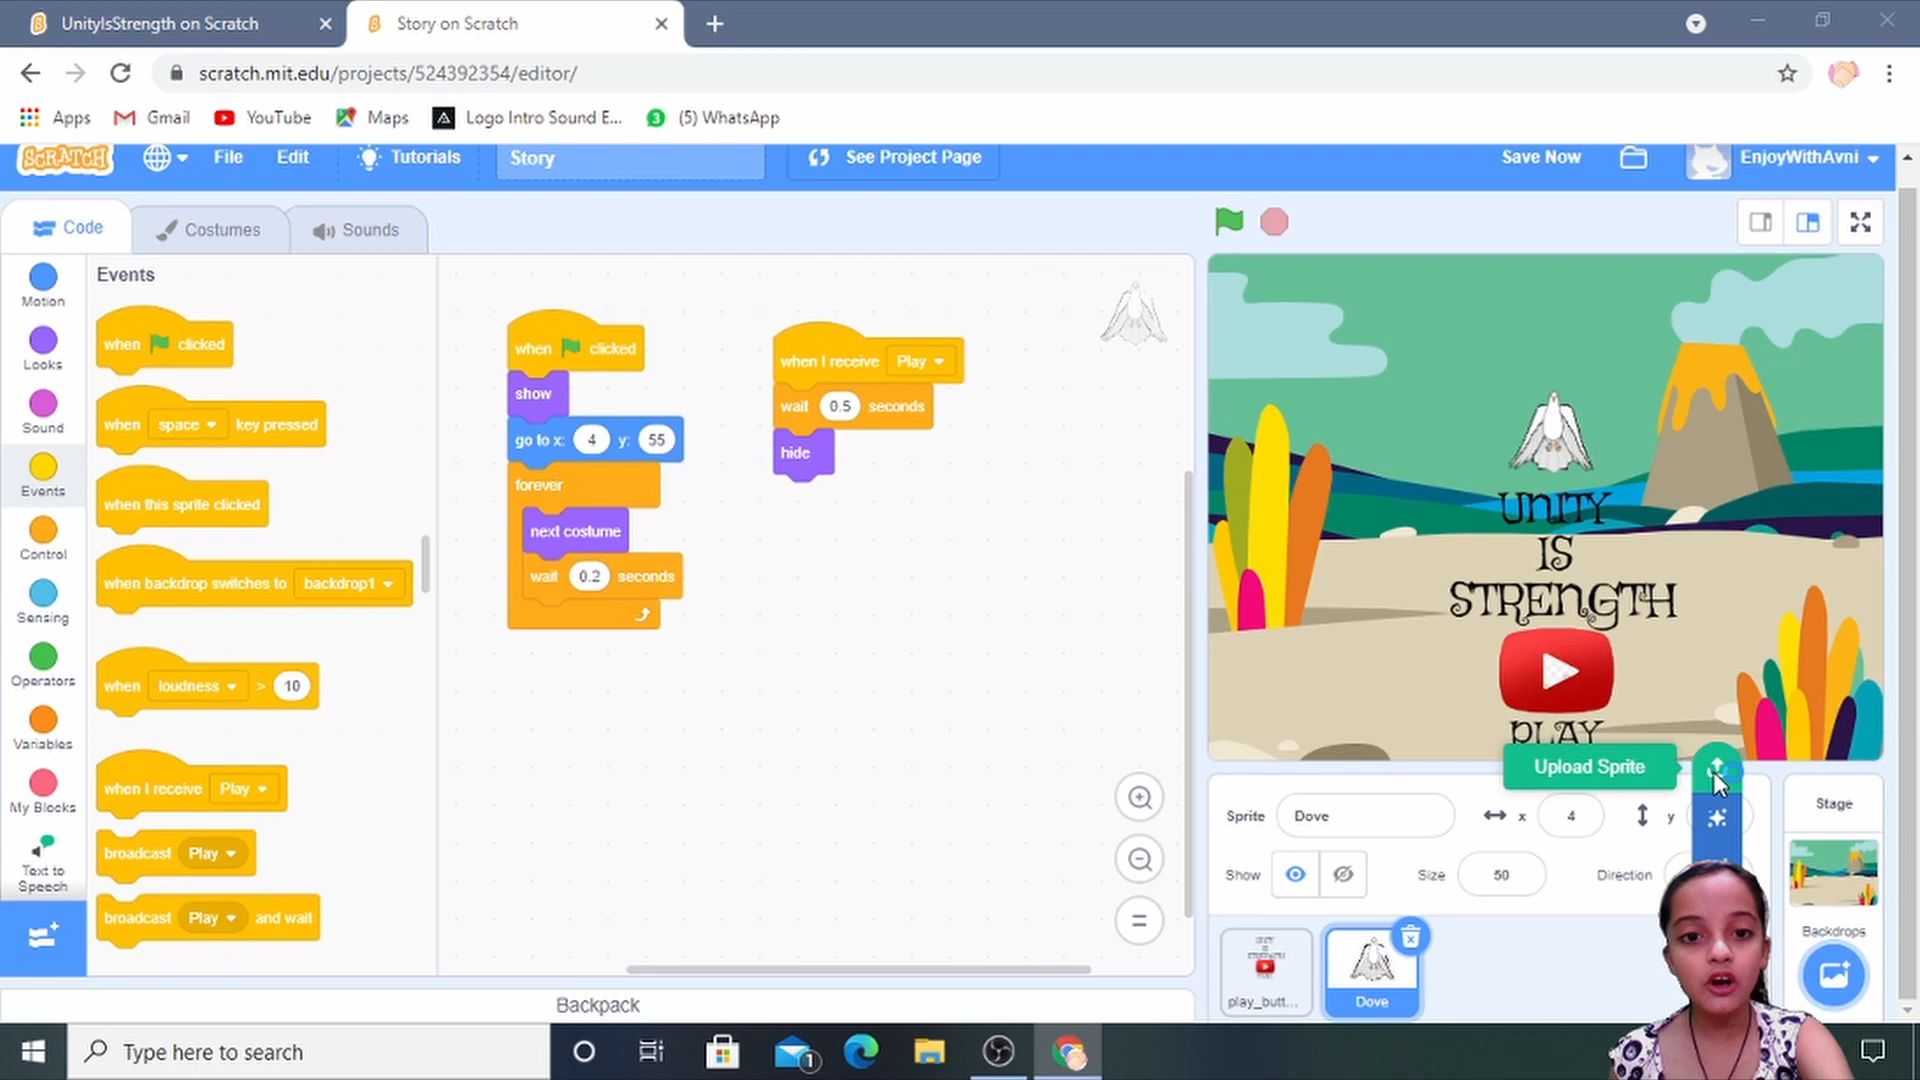 UnityIsStrength on Scratch
Story on Scratch
scratch.mit.edu/projects/524392354/editor/
Apps
Gmail
YouTube
Maps
Logo Intro Sound E...
(5) WhatsApp
SCRATCH
File
Edit
Tutorials
Story
See Project Page
Save Now
EnjoyWithAvni
Code
Costumes
Sounds
Motion
Looks
Sound
Events
Control
Sensing
Operators
Variables
My Blocks
Text to
Speech
Events
when clicked
when space key pressed
when this sprite clicked
when backdrop switches to backdrop1
when loudness > 10
when I receive Play
broadcast Play
broadcast Play and wait
when clicked
show
go to x: 4 y: 55
forever
next costume
wait 0.2 seconds
when I receive Play
wait 0.5 seconds
hide
UNITY
IS
STRENGTH
PLAY
Upload Sprite
Sprite Dove x 4 y
Show Size 50 Direction
UNITY
IS
STRENGTH
play_butt...
Dove
Stage
Backdrops
Backpack
Type here to search
1